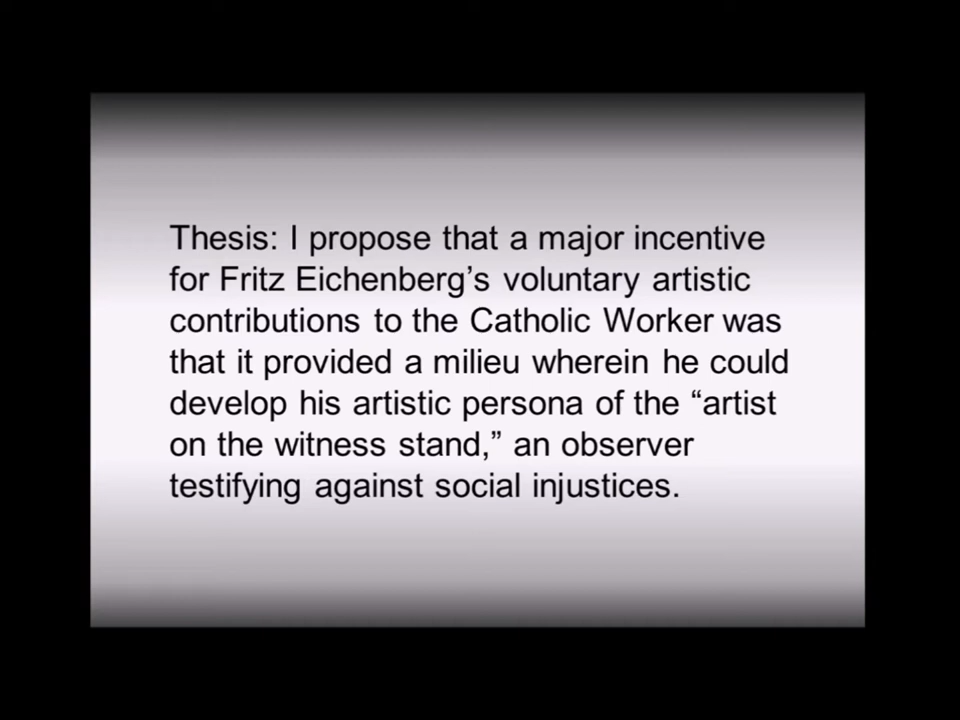 Thesis: I propose that a major incentive
for Fritz Eichenberg’s voluntary artistic
contributions to the Catholic Worker was
that it provided a milieu wherein he could
develop his artistic persona of the “artist
on the witness stand,” an observer
testifying against social injustices.